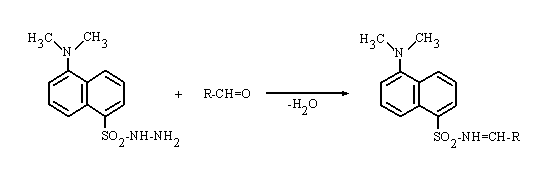 H₃C CH₃
N
+ R-CH=O
-H₂O
SO₂-NH-NH₂
H₃C CH₃
N
SO₂-NH=CH-R